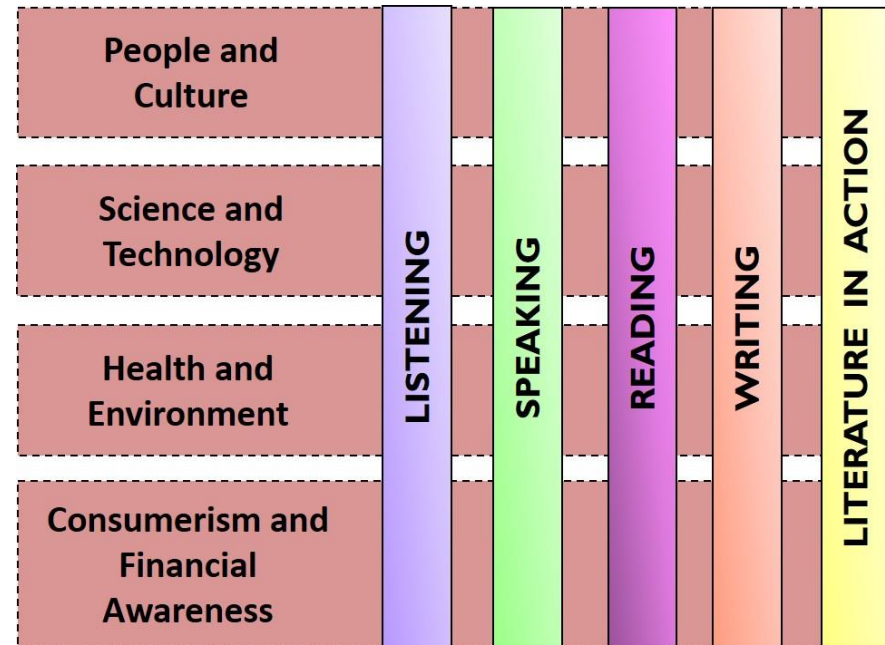 People and
Culture
Science and
Technology
Health and
Environment
Consumerism and
Financial
Awareness
LISTENING
SPEAKING
READING
WRITING
LITERATURE IN ACTION